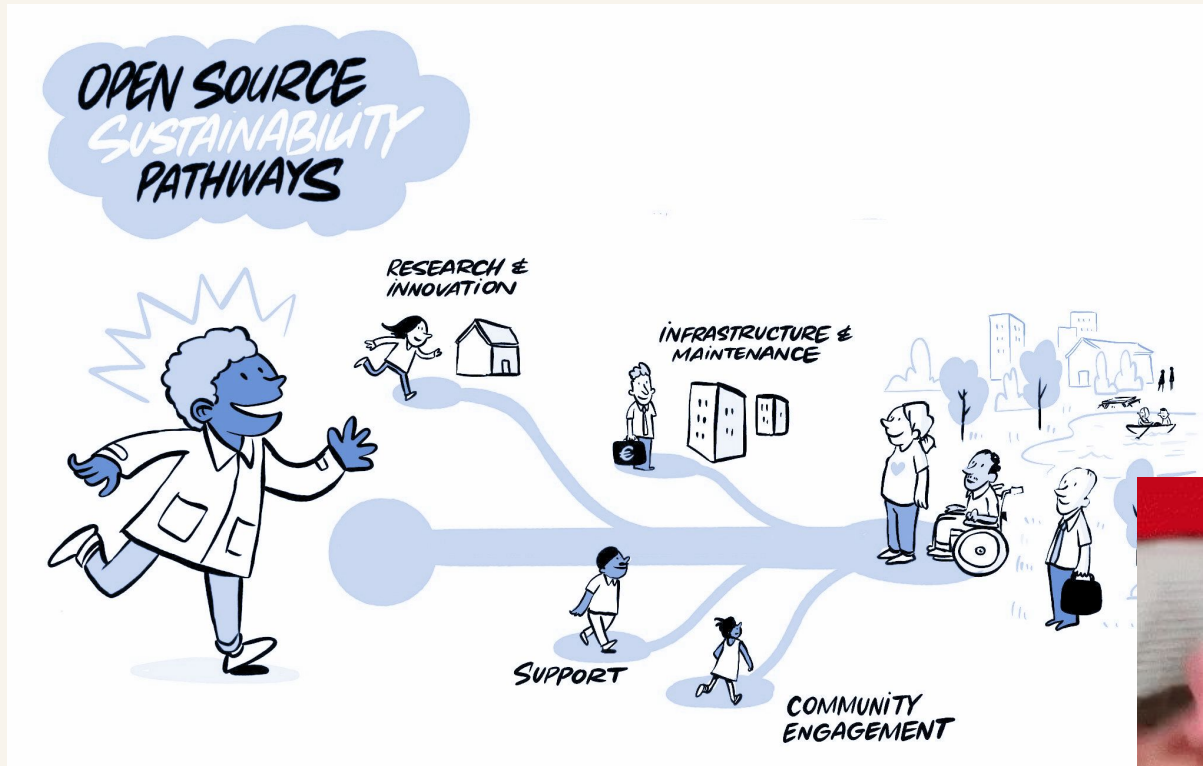 OPEN SOURCE
SUSTAINABILITY
PATHWAYS
RESEARCH &
INNOVATION
INFRASTRUCTURE &
MAINTENANCE
€
SUPPORT
COMMUNITY
ENGAGEMENT